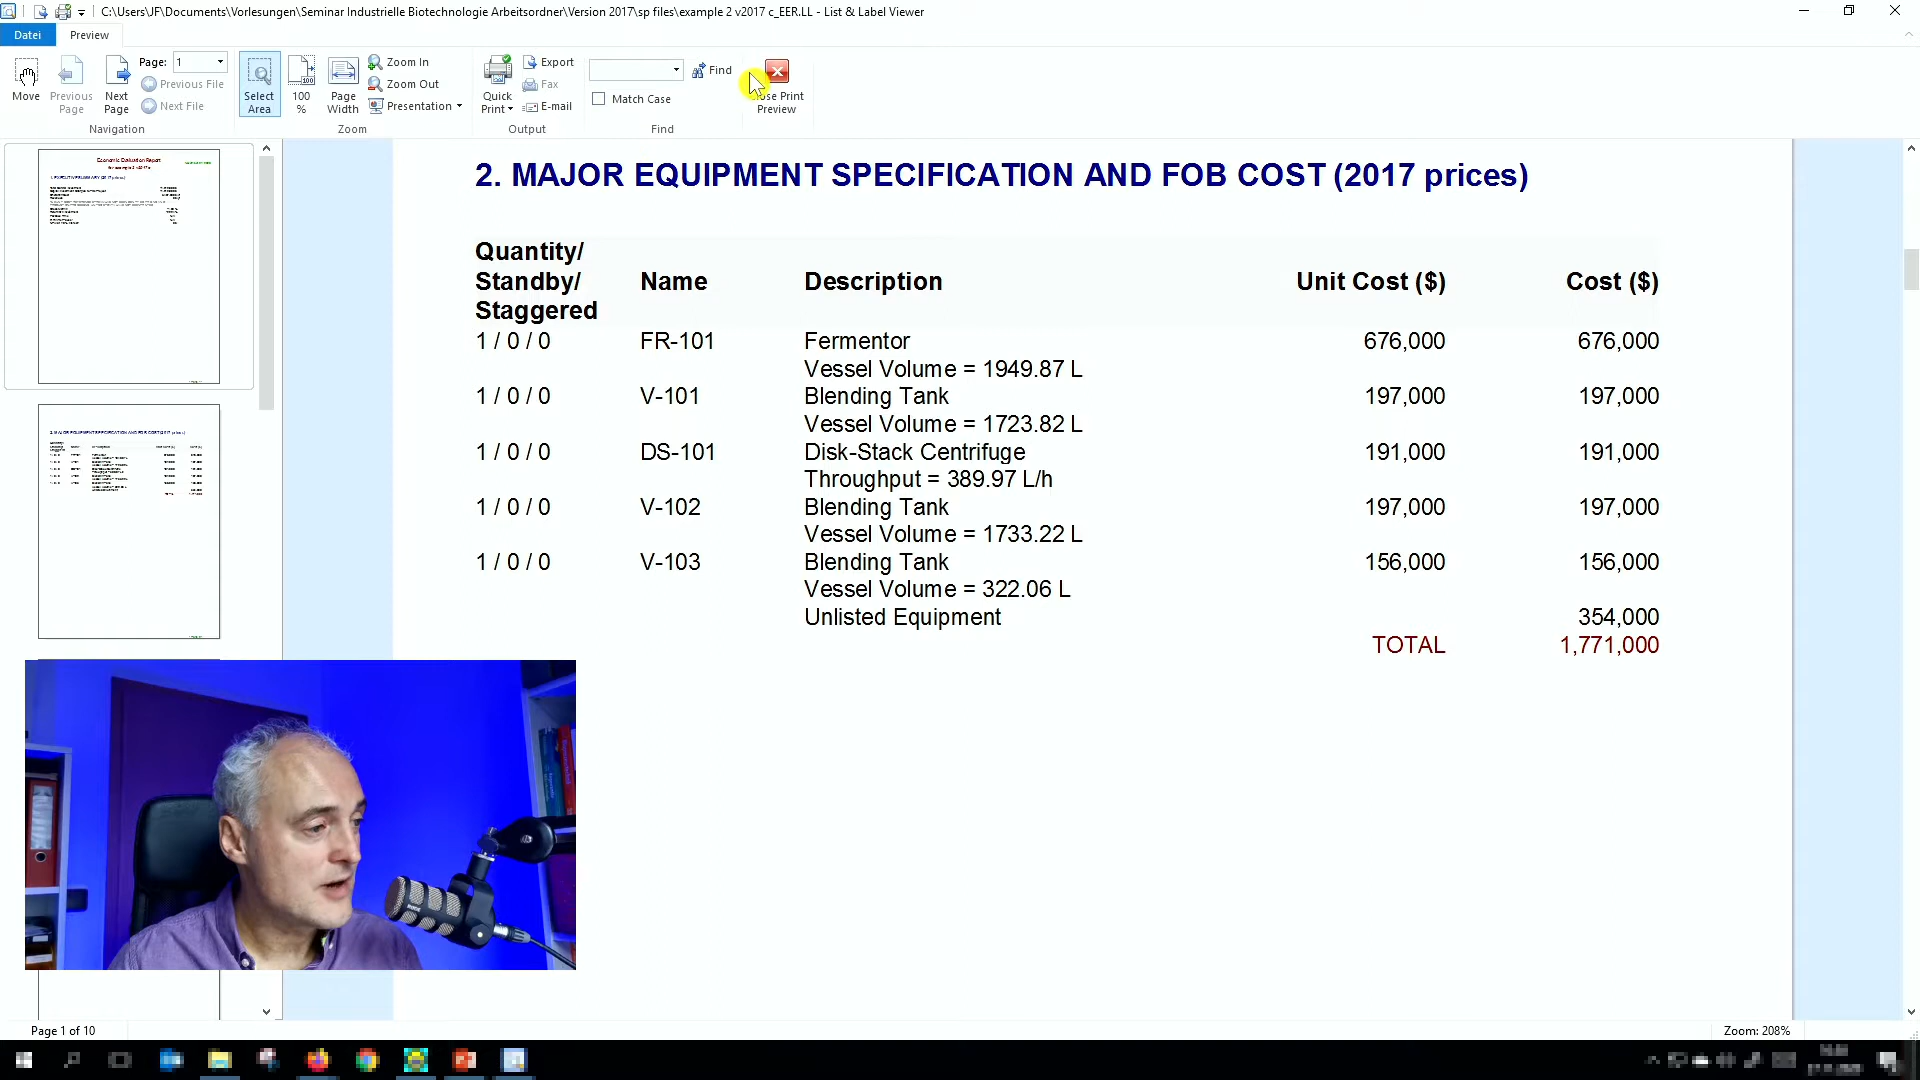 C:\Users\JF\Documents\Vorlesungen\Seminar Industrielle Biotechnologie Arbeitsordner\Version 2017\sp files\example 2 v2017 c_EER.LL - List & Label Viewer
Datei
Preview
Move
Previous Page
Next Page
Page: 1
Previous File
Next File
Navigation
Select Area
100 %
Page Width
Zoom In
Zoom Out
Presentation
Zoom
Quick Print
Export
Fax
E-mail
Output
Find
Match Case
Find
Print Preview
2. MAJOR EQUIPMENT SPECIFICATION AND FOB COST (2017 prices)
Quantity/
Standby/ Name Description Unit Cost ($) Cost ($)
Staggered
1 / 0 / 0 FR-101 Fermentor 676,000 676,000
Vessel Volume = 1949.87 L
1 / 0 / 0 V-101 Blending Tank 197,000 197,000
Vessel Volume = 1723.82 L
1 / 0 / 0 DS-101 Disk-Stack Centrifuge 191,000 191,000
Throughput = 389.97 L/h
1 / 0 / 0 V-102 Blending Tank 197,000 197,000
Vessel Volume = 1733.22 L
1 / 0 / 0 V-103 Blending Tank 156,000 156,000
Vessel Volume = 322.06 L
Unlisted Equipment 354,000
TOTAL 1,771,000
Page 1 of 10
Zoom: 208%